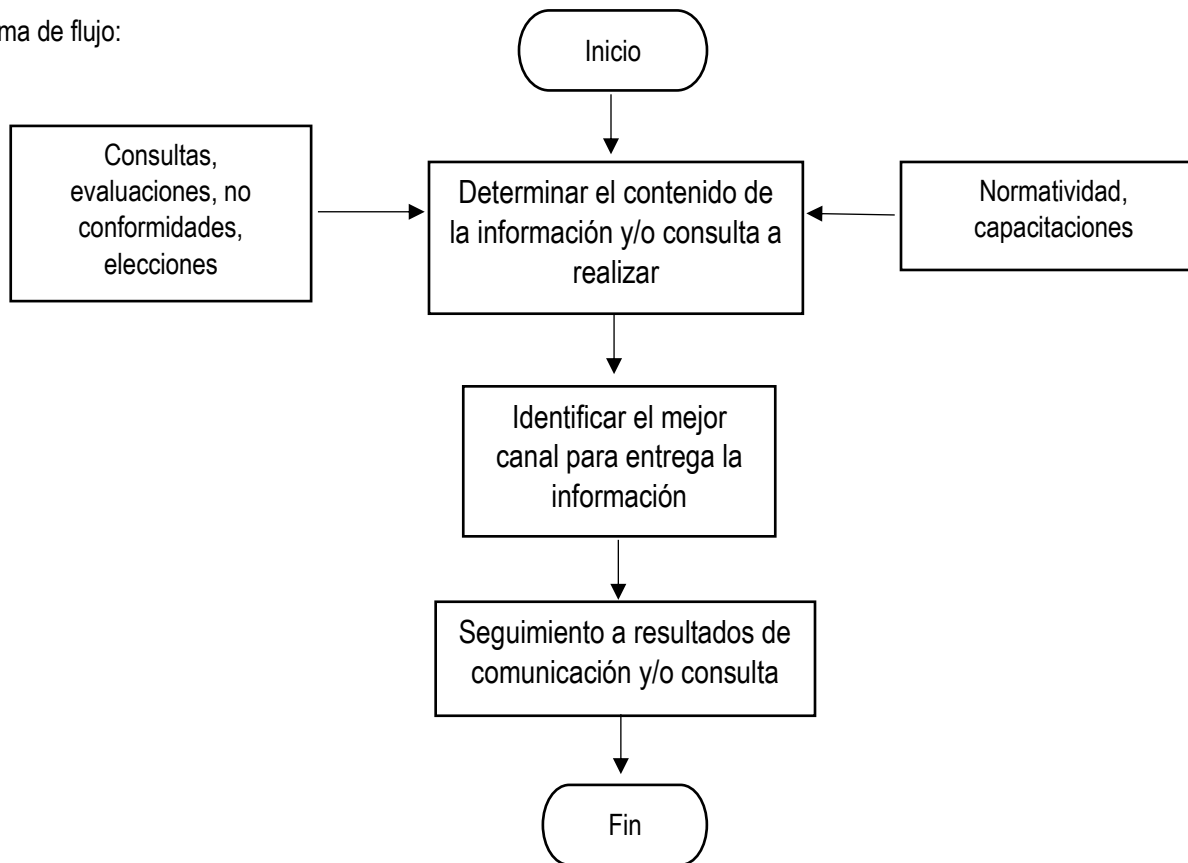 ma de flujo:
Inicio
Consultas,
evaluaciones, no
conformidades,
elecciones
Determinar el contenido de
la información y/o consulta a
realizar
Normatividad,
capacitaciones
Identificar el mejor
canal para entrega la
información
Seguimiento a resultados de
comunicación y/o consulta
Fin